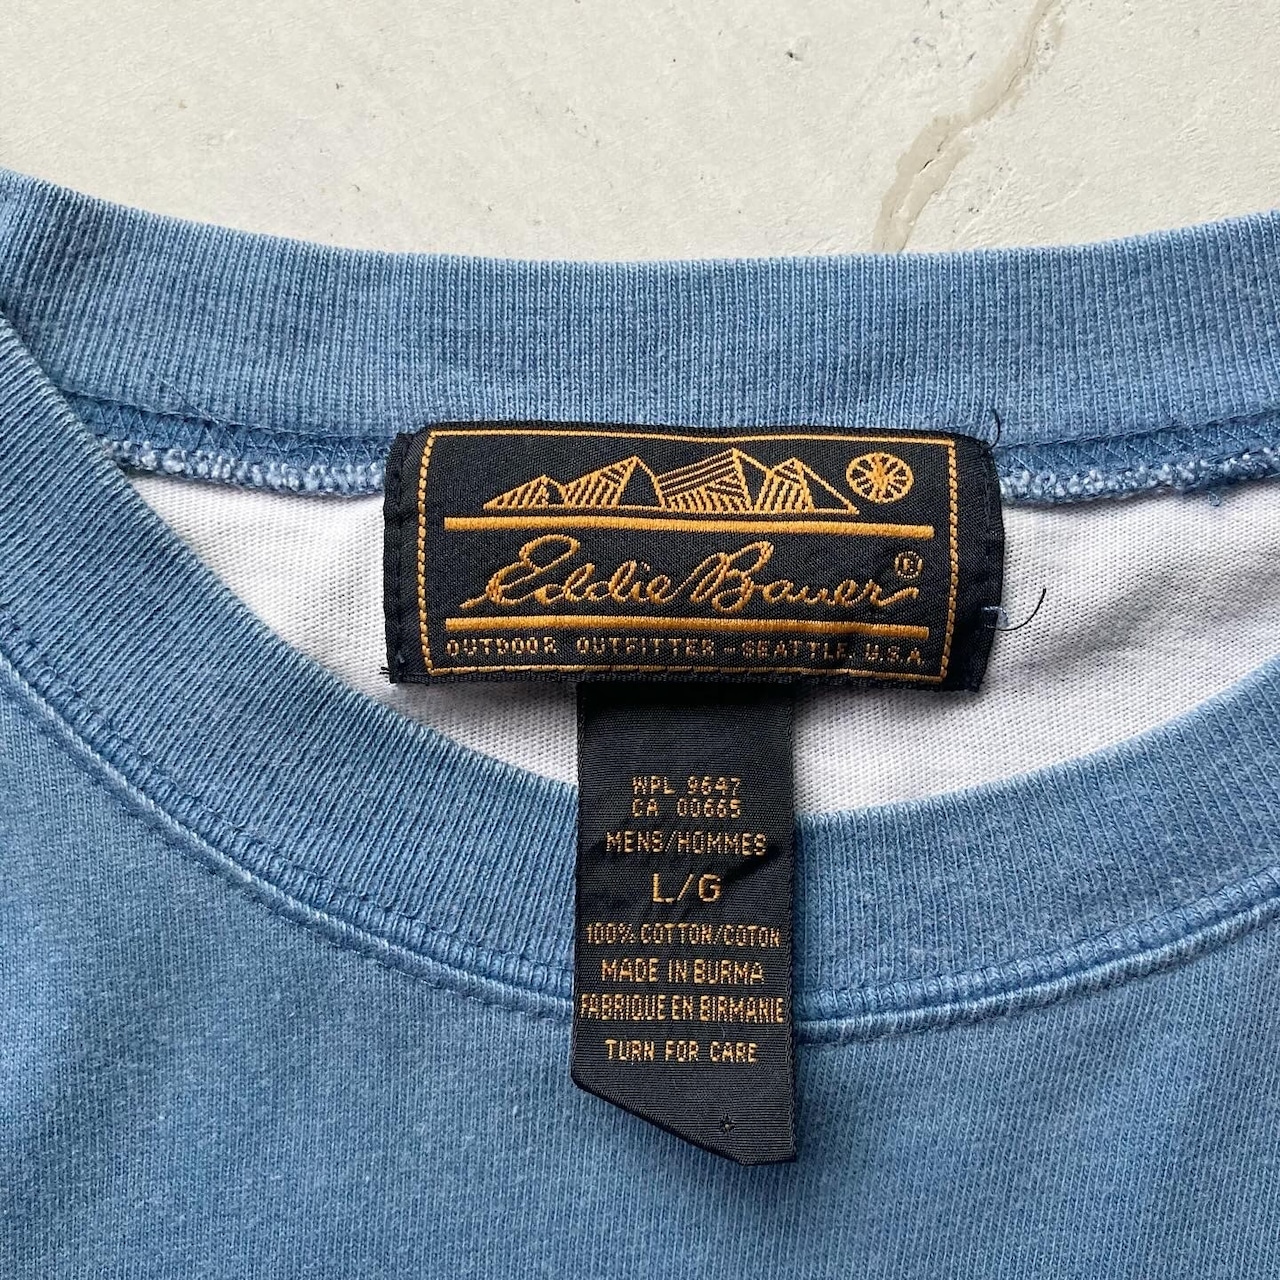 Eddie Bauer®
OUTDOOR OUTFITTER - SEATTLE, U.S.A
WPL 9647
CA 00665
MENS/HOMMES
L/G
100% COTTON/COTON
MADE IN BURMA
FABRIQUE EN BIRMANIE
TURN FOR CARE